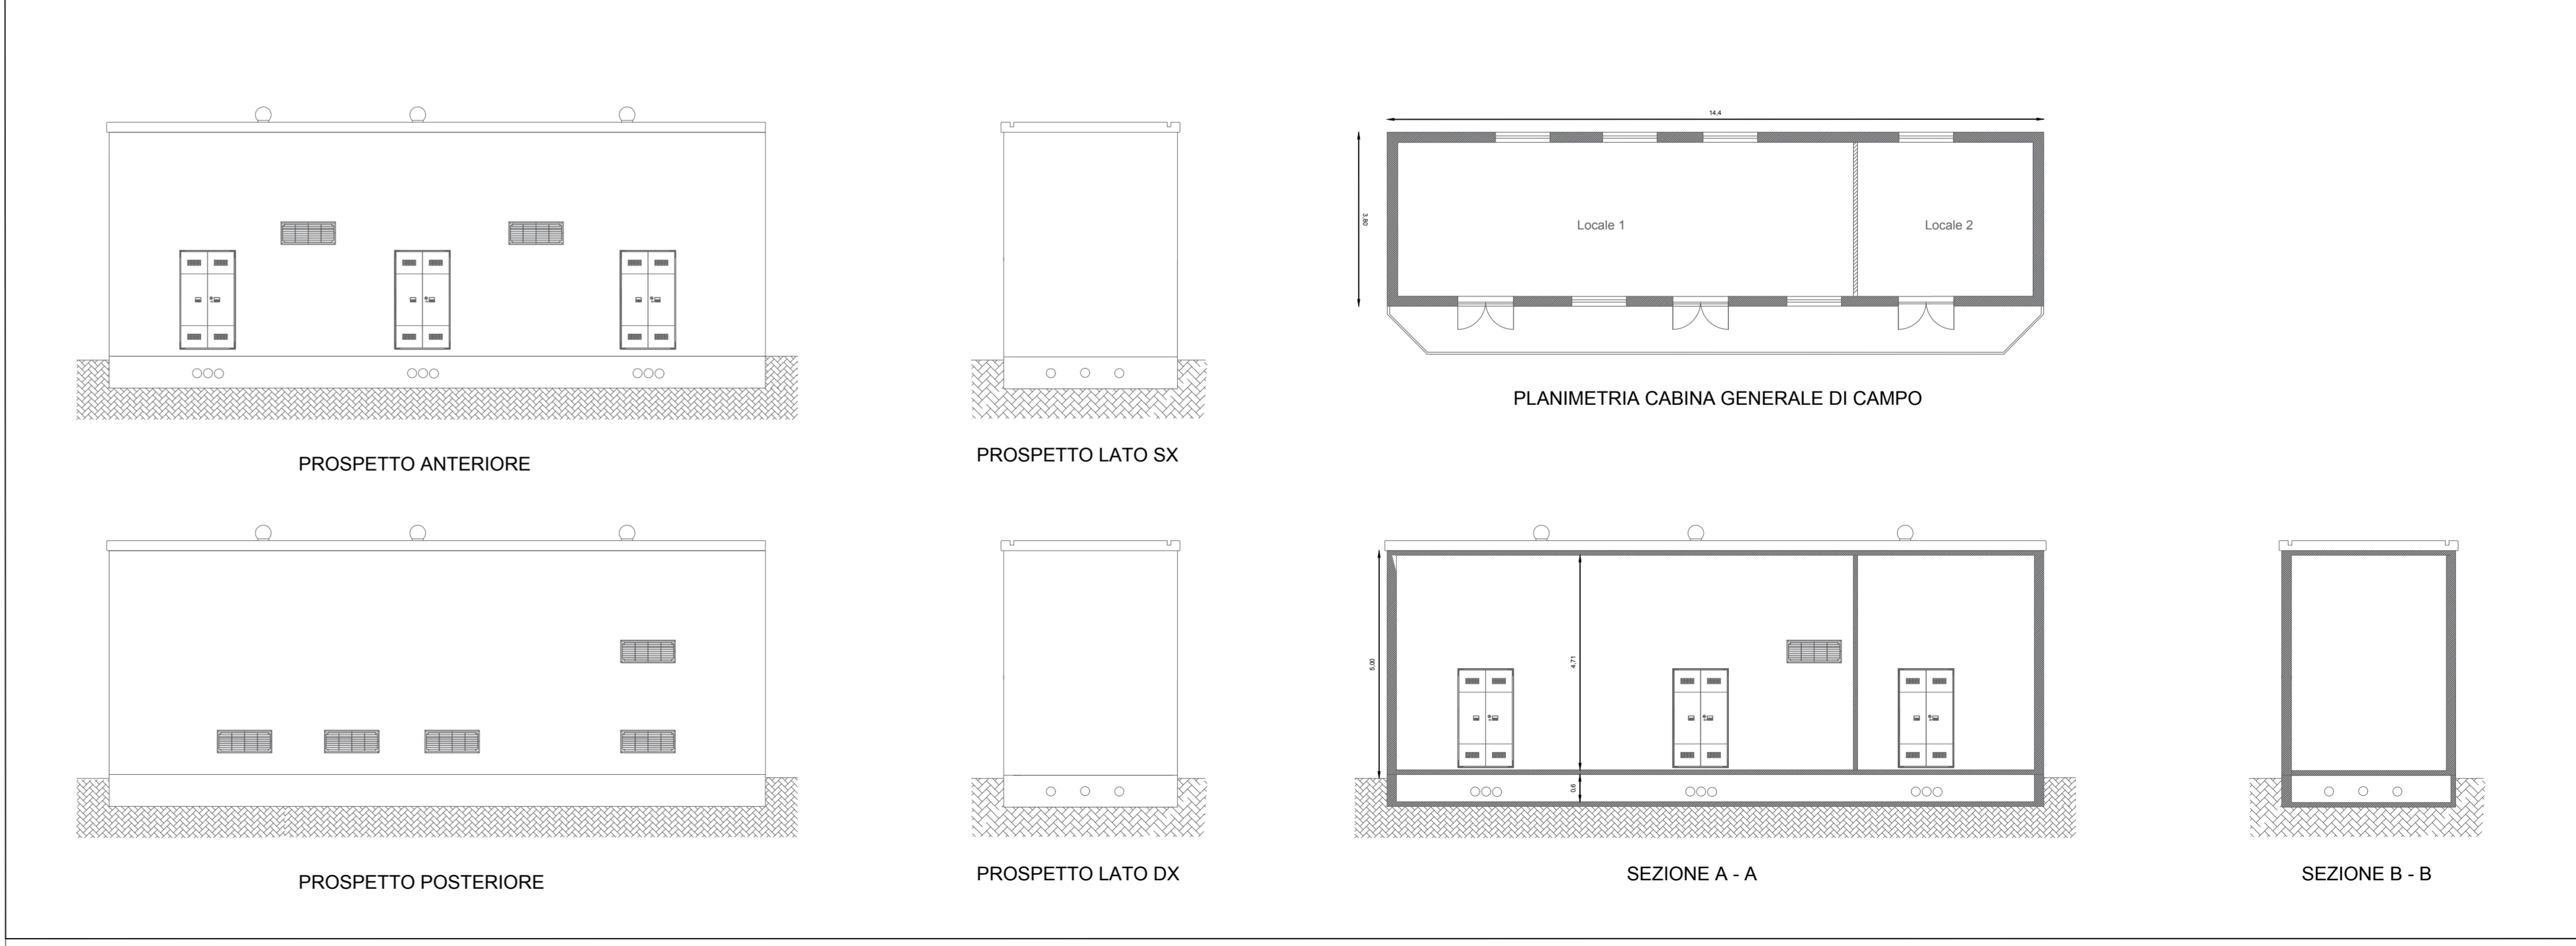 14,4
3,80
Locale 1
Locale 2
PLANIMETRIA CABINA GENERALE DI CAMPO
PROSPETTO ANTERIORE
PROSPETTO LATO SX
5,00
4,71
0,6
PROSPETTO POSTERIORE
PROSPETTO LATO DX
SEZIONE A - A
SEZIONE B - B